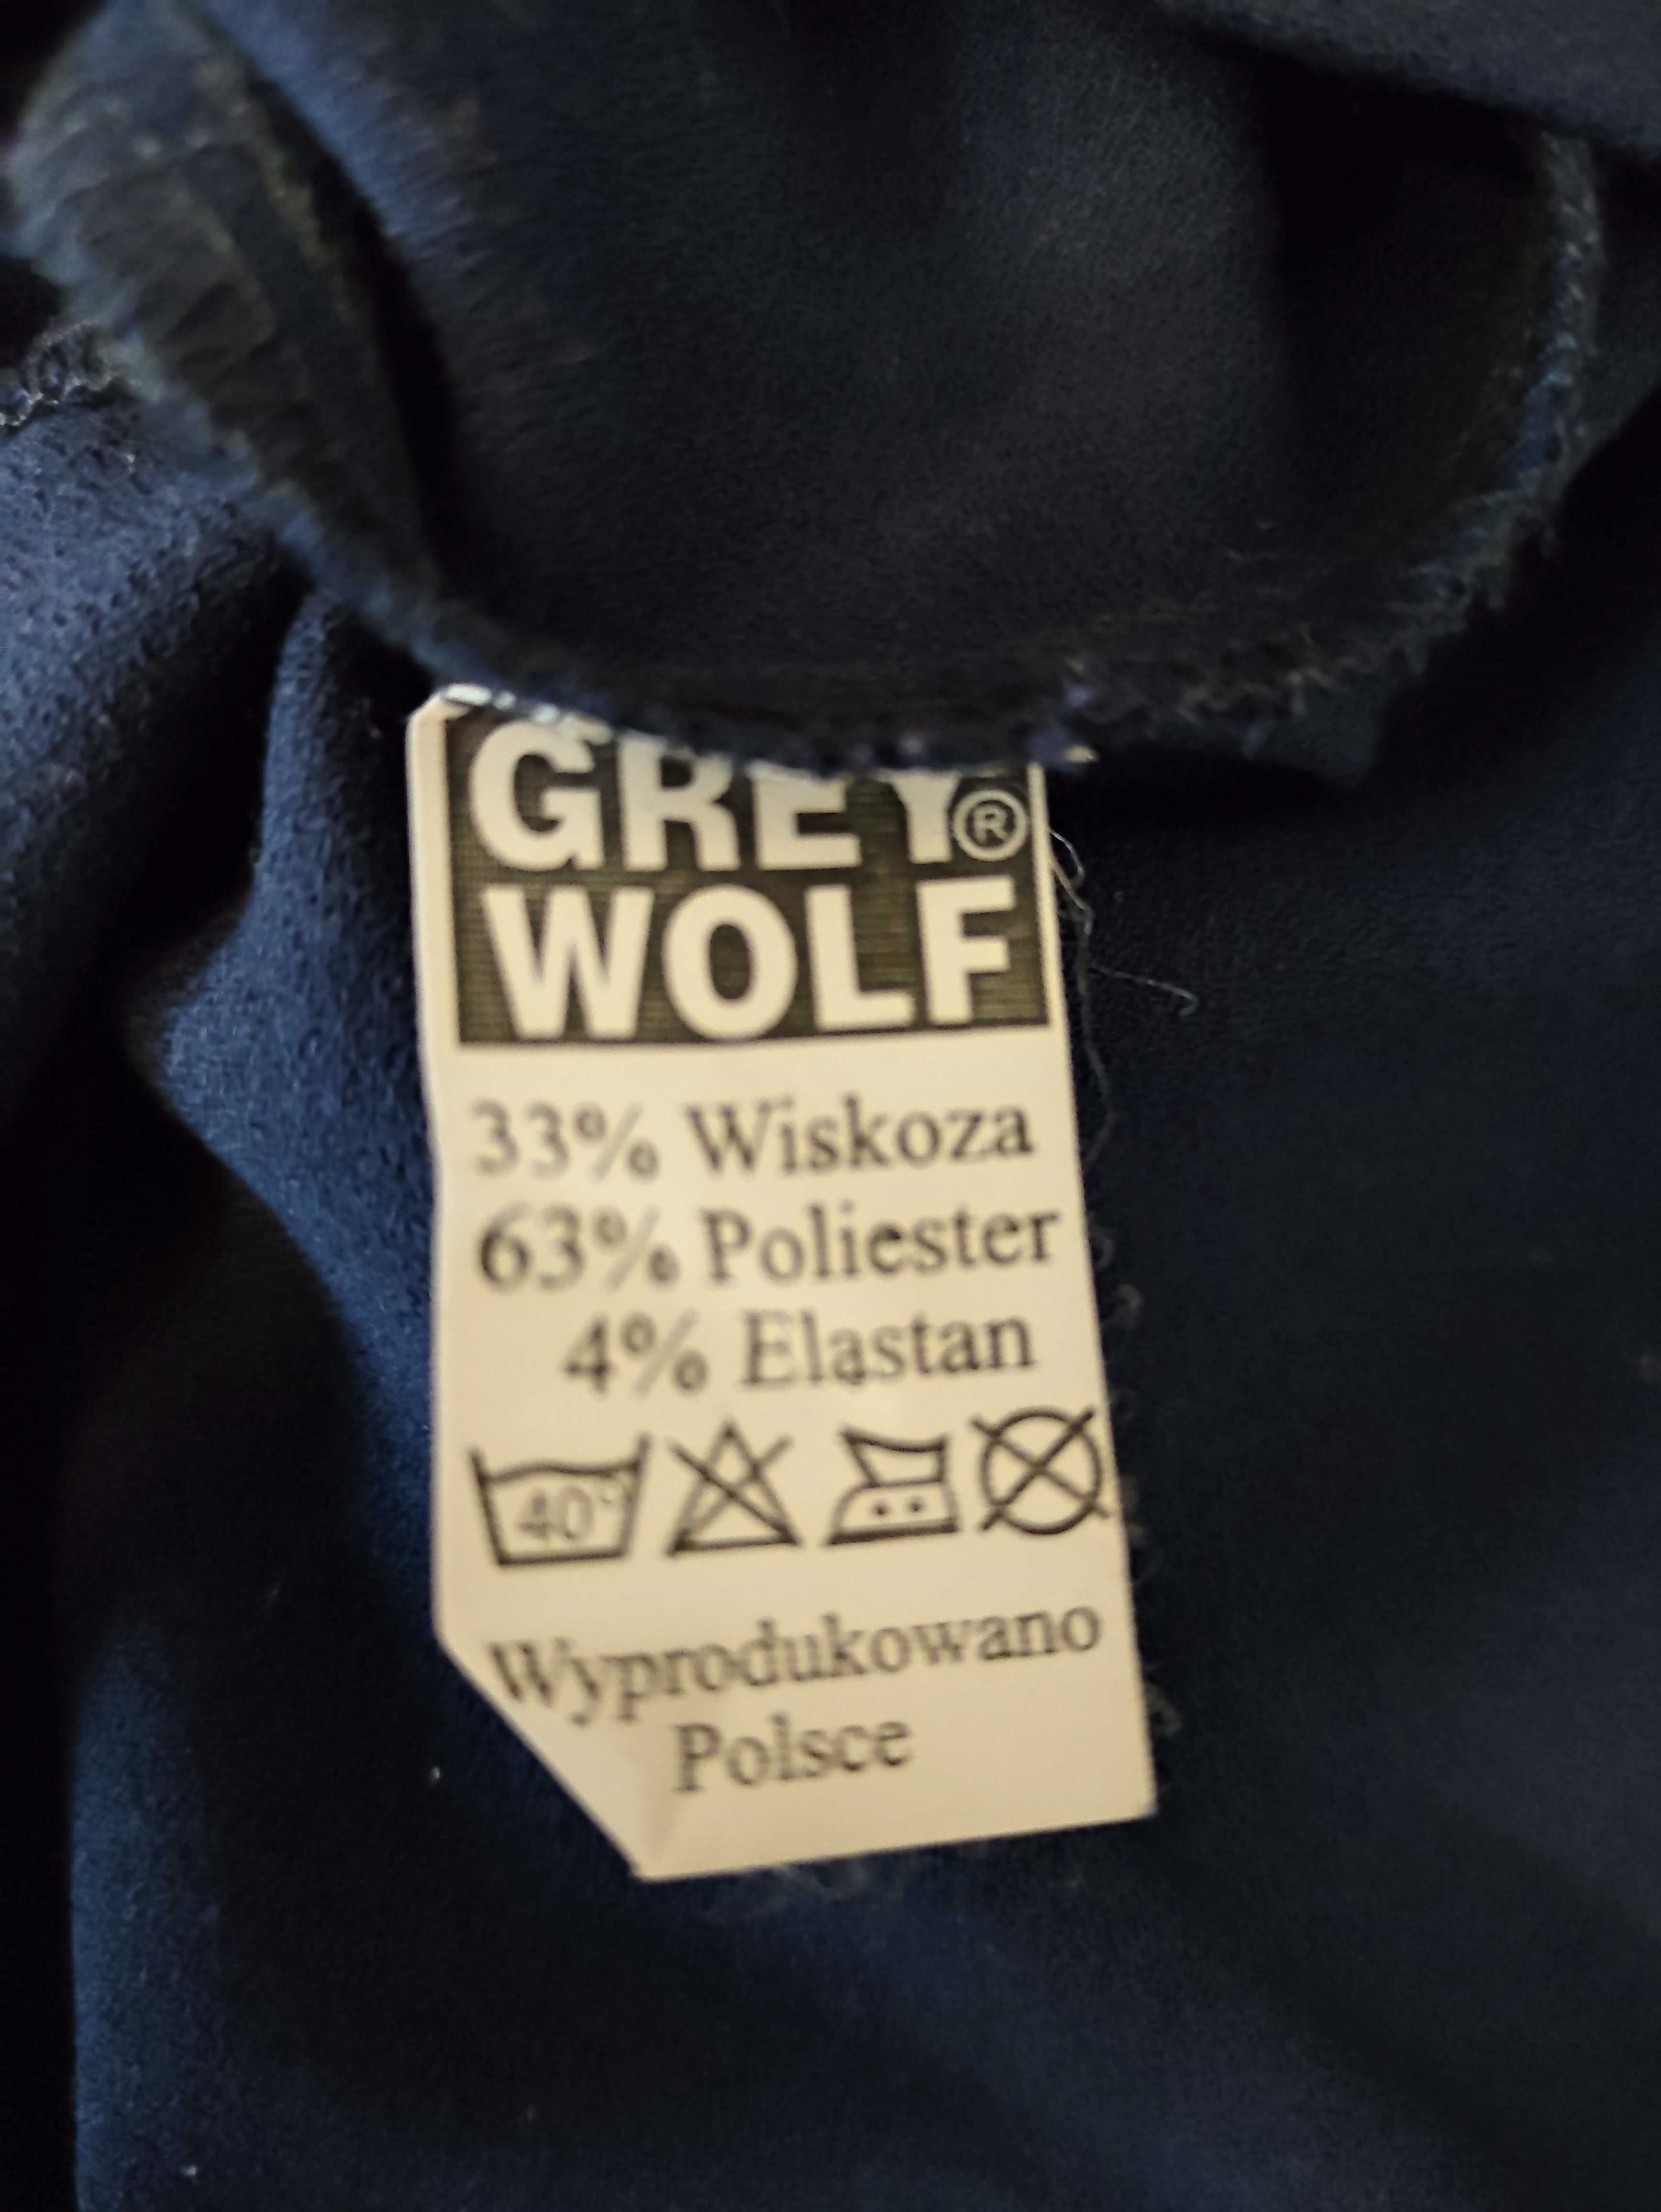 GREY®
WOLF
33% Wiskoza
63% Poliester
4% Elastan
40°
Wyprodukowano
Polsce